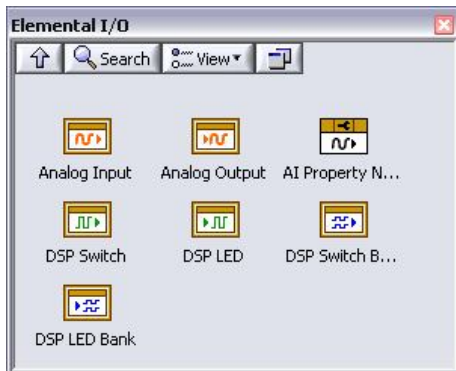 Elemental I/O
Search View
Analog Input Analog Output AI Property N...
DSP Switch DSP LED DSP Switch B...
DSP LED Bank